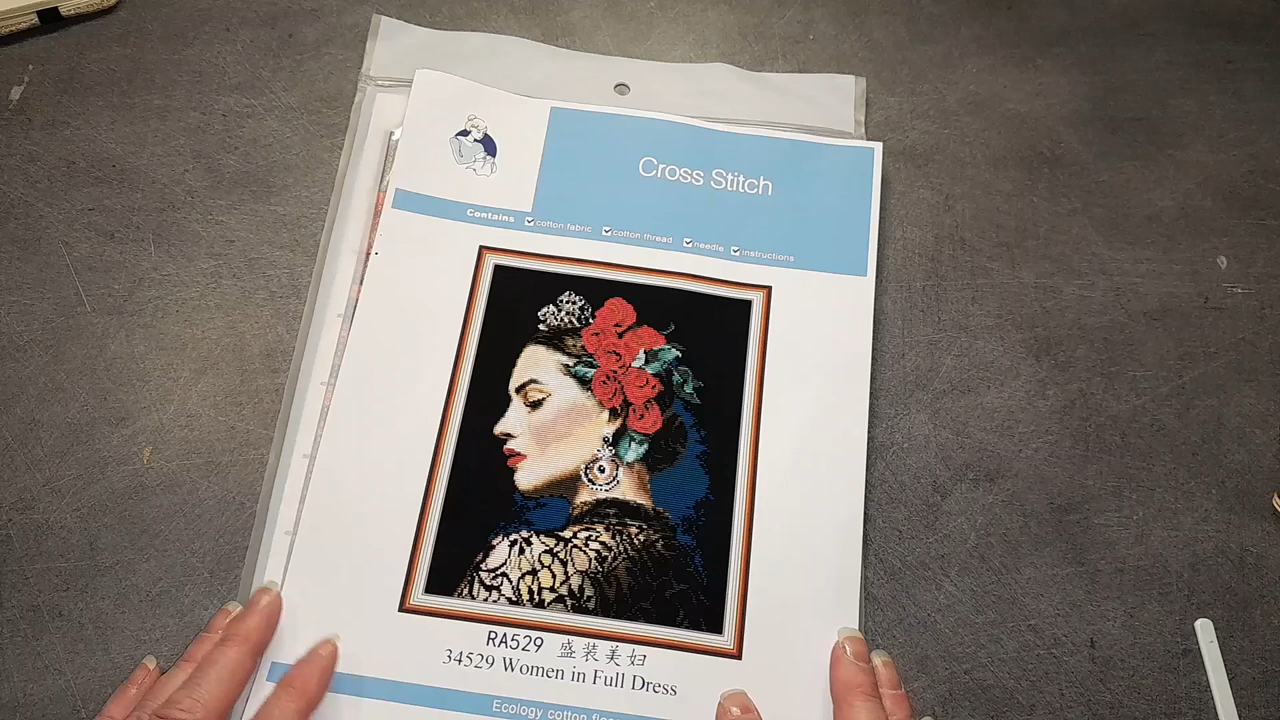 Cross Stitch
Contains cotton fabric cotton thread needle instructions
RA529 盛装美妇
34529 Women in Full Dress
Ecology cotton